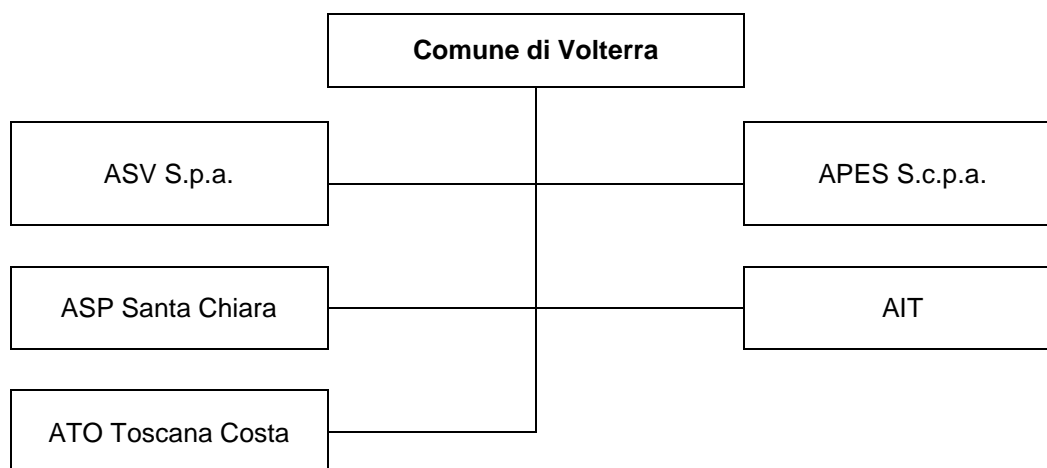 Comune di Volterra
ASV S.p.a.
APES S.c.p.a.
ASP Santa Chiara
AIT
ATO Toscana Costa